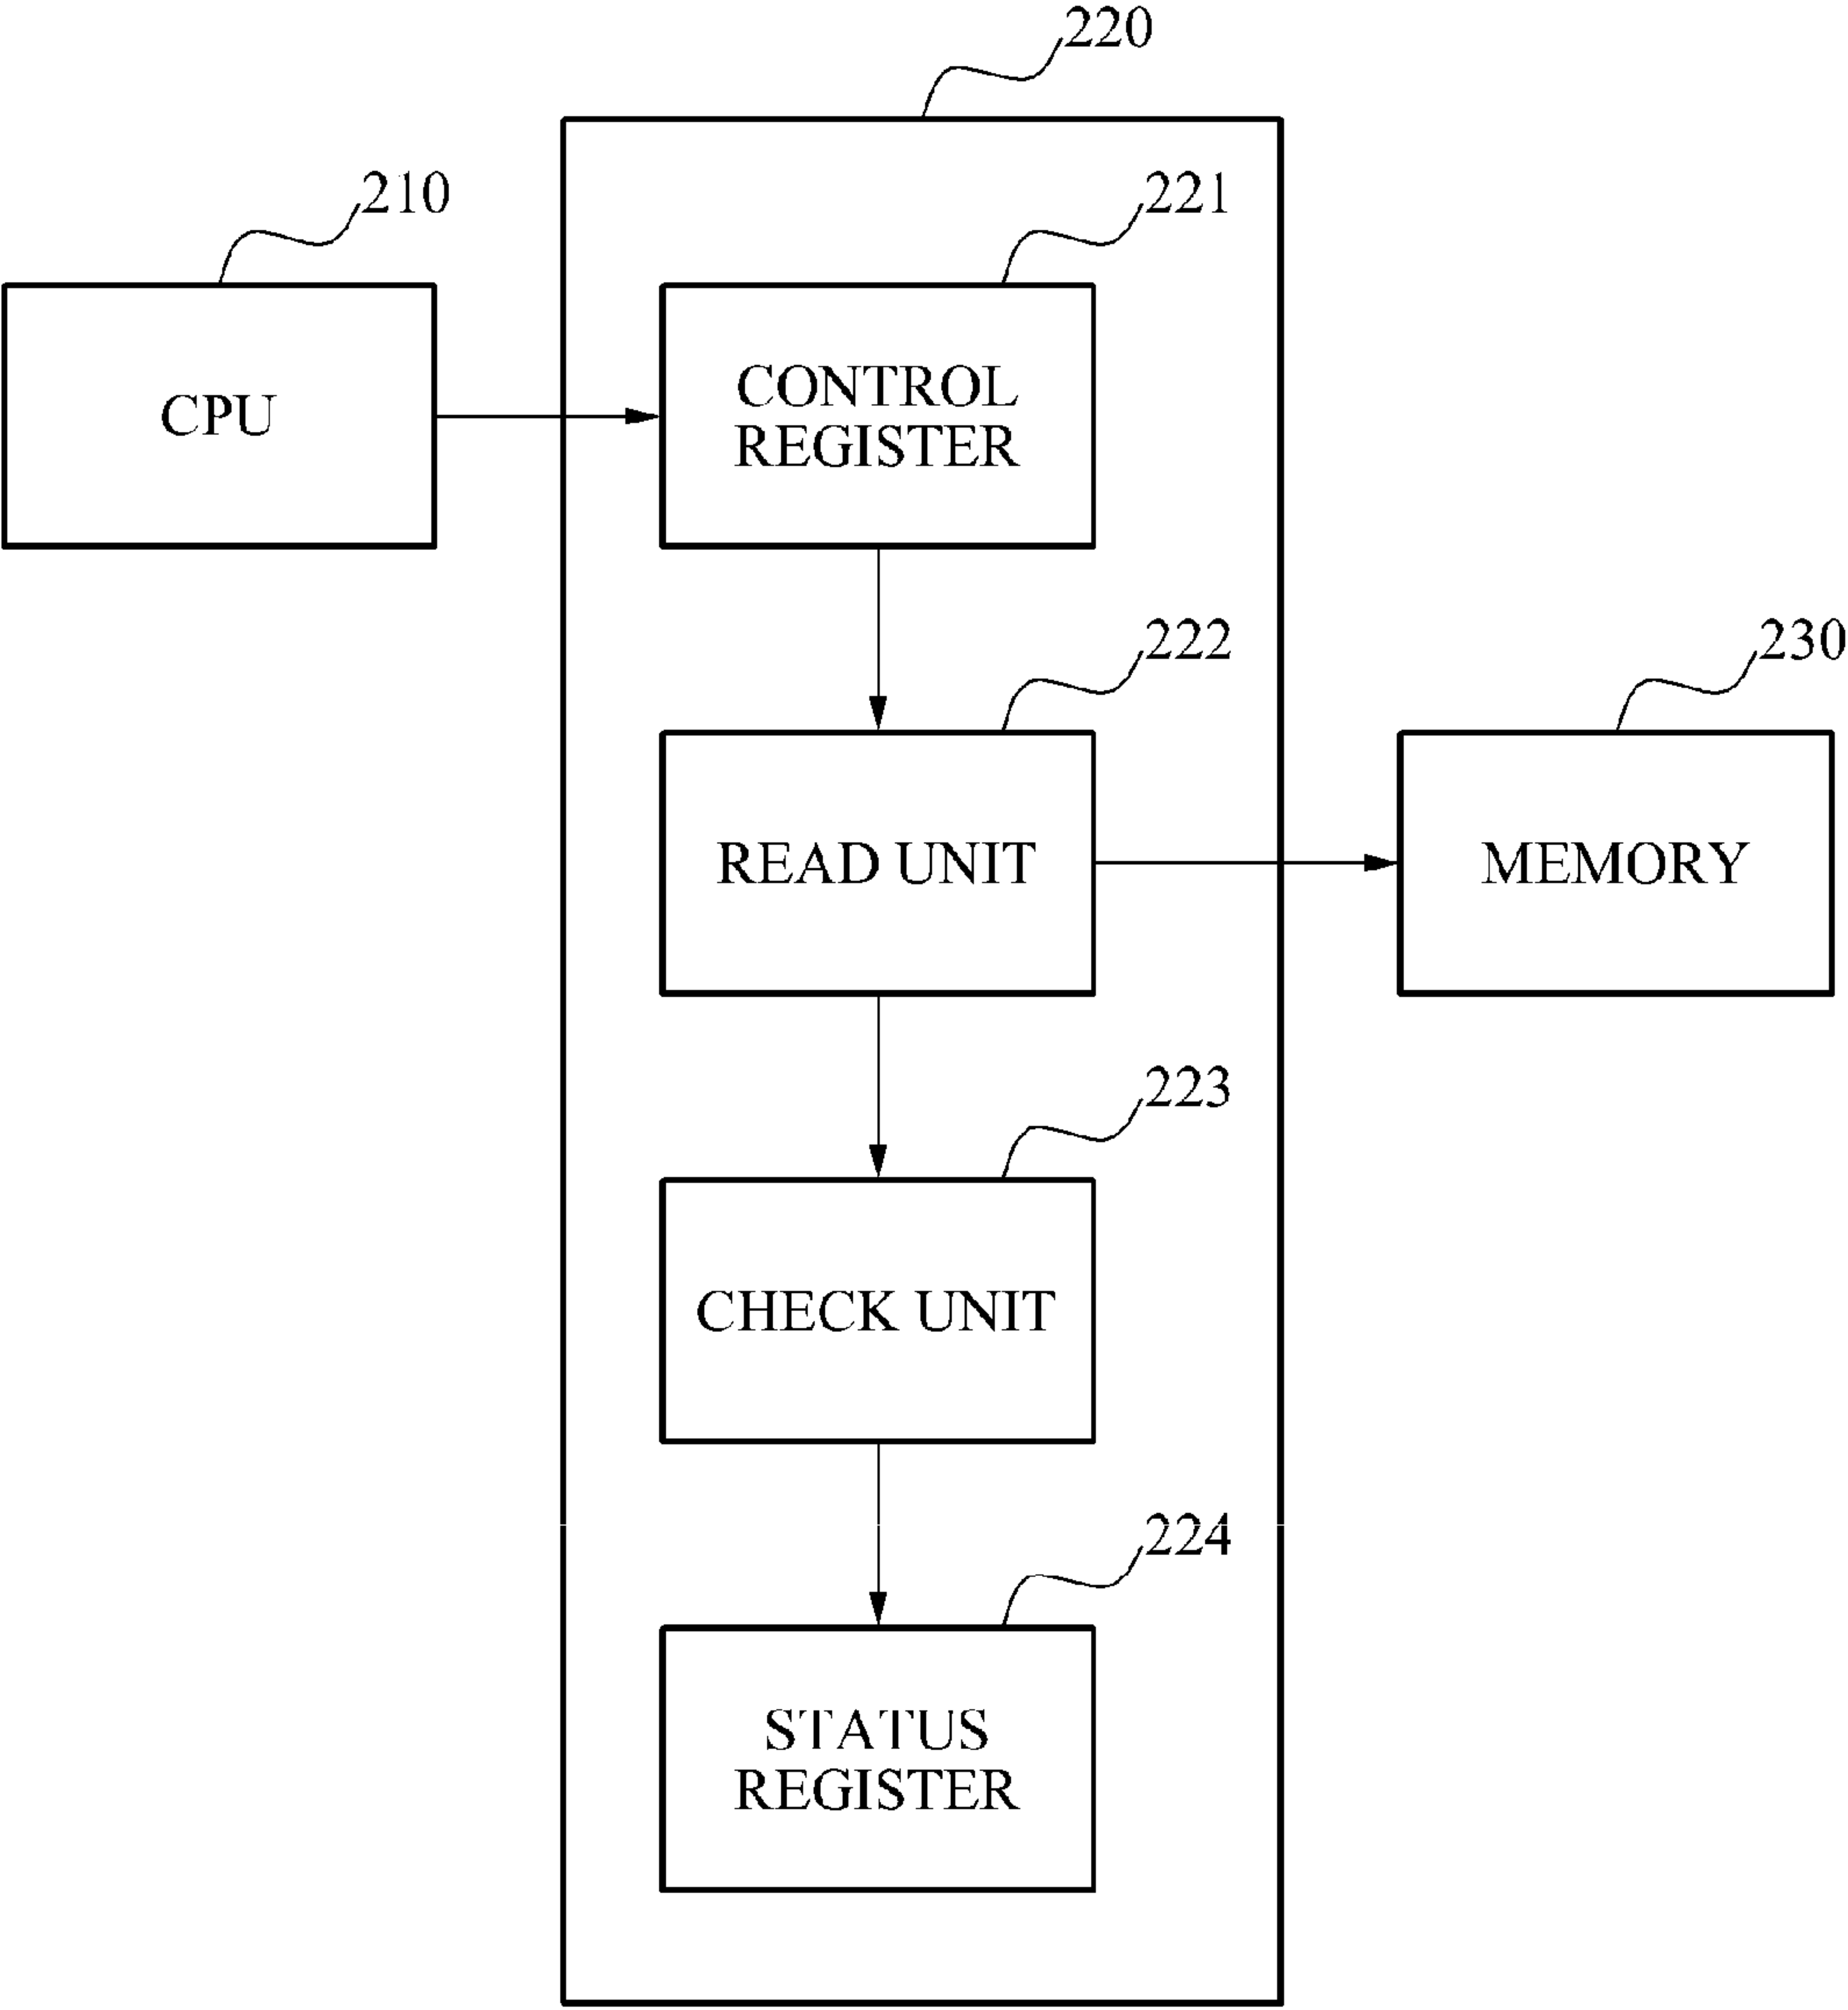 220
210
221
CPU
CONTROL
REGISTER
222
230
READ UNIT
MEMORY
223
CHECK UNIT
224
STATUS
REGISTER